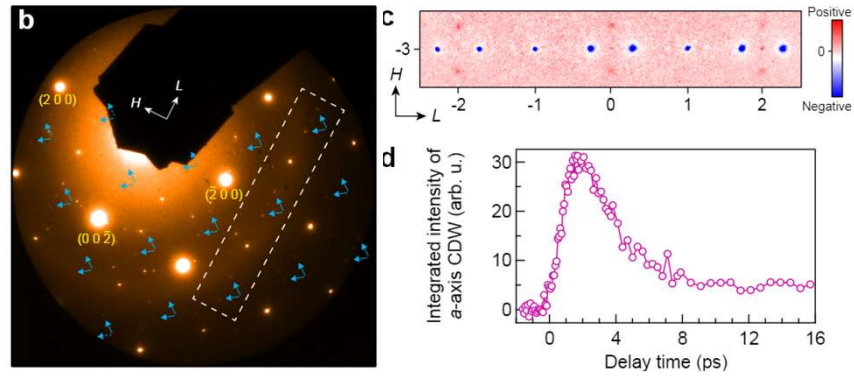 b
H
L
(2 0 0)
(2̄ 0 0)
(0 0 2̄)
c
-3
H
L
-2
-1
0
1
2
Positive
0
Negative
d
Integrated intensity of
a-axis CDW (arb. u.)
30
20
10
0
0
4
8
12
16
Delay time (ps)